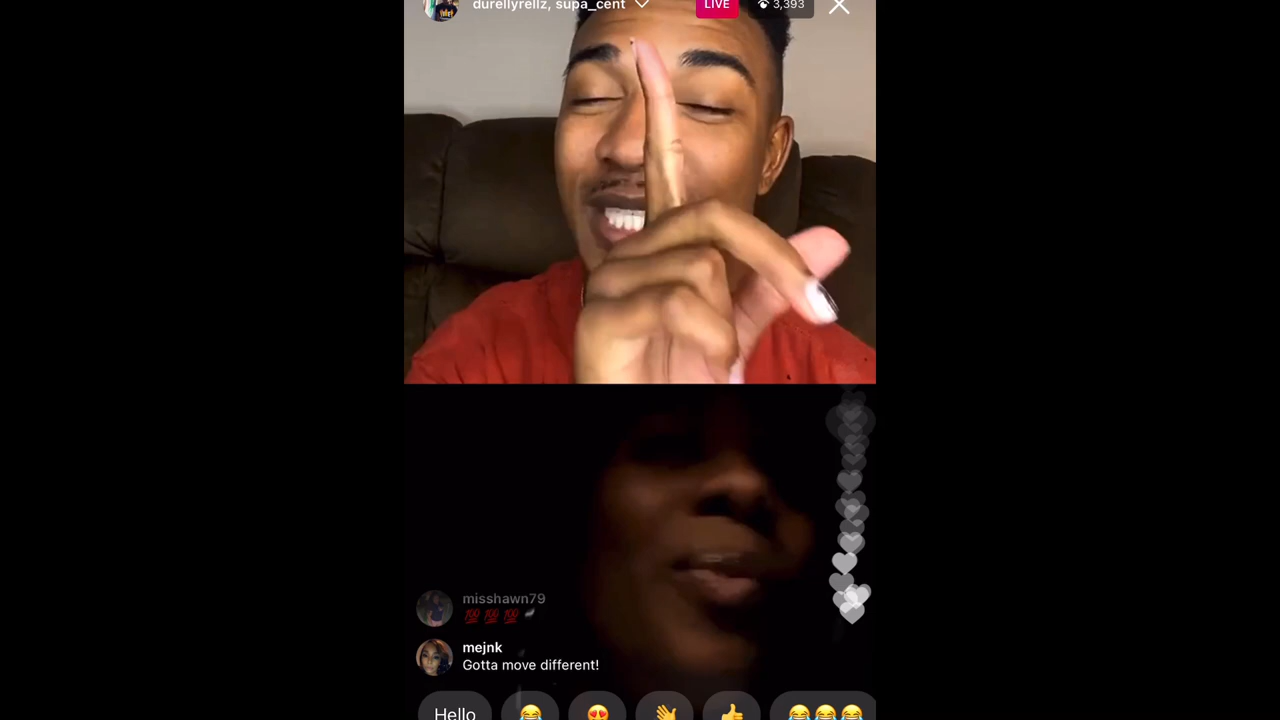 durellyrellz, supa_cent
LIVE
3,393
misshawn79
💯 💯 💯
mejnk
Gotta move different!
Hello